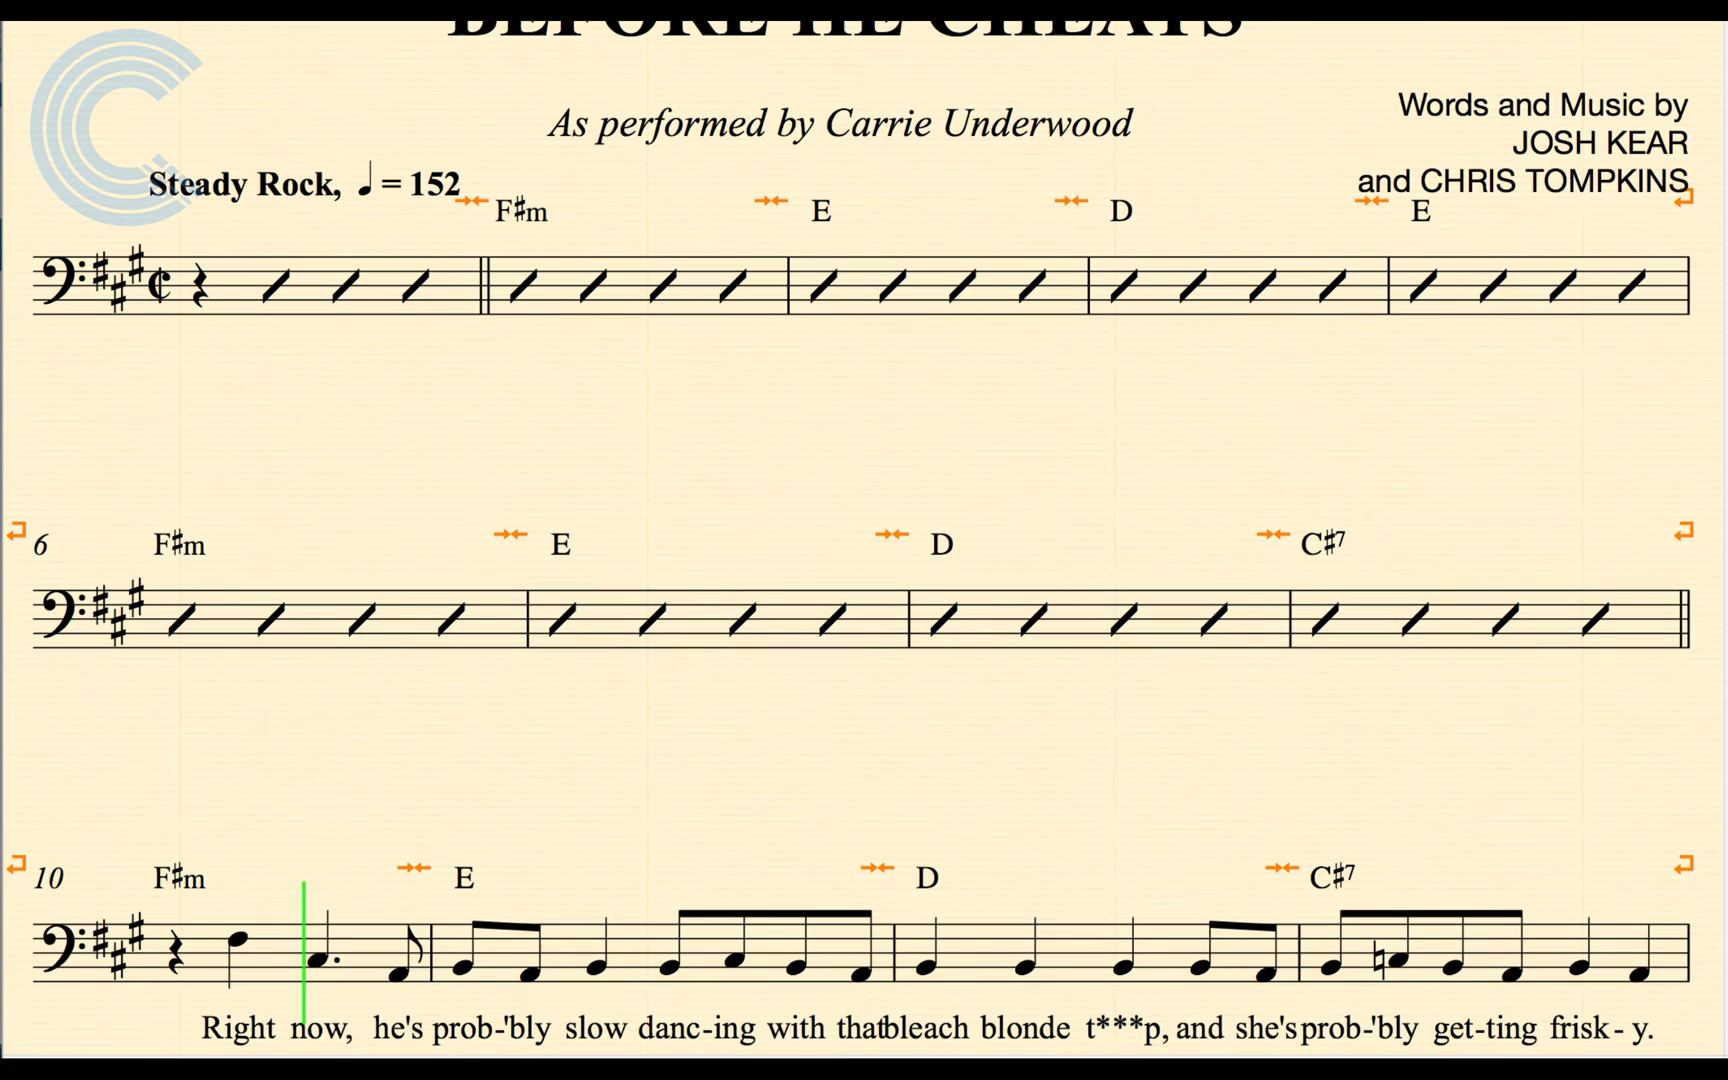 BEFORE HE CHEATS
As performed by Carrie Underwood
Words and Music by
JOSH KEAR
and CHRIS TOMPKINS
Steady Rock, ♩ = 152
F♯m E D E
6 F♯m E D C♯7
10 F♯m E D C♯7
Right now, he's prob-'bly slow danc-ing with that bleach blonde t***p, and she's prob-'bly get-ting frisk-y.